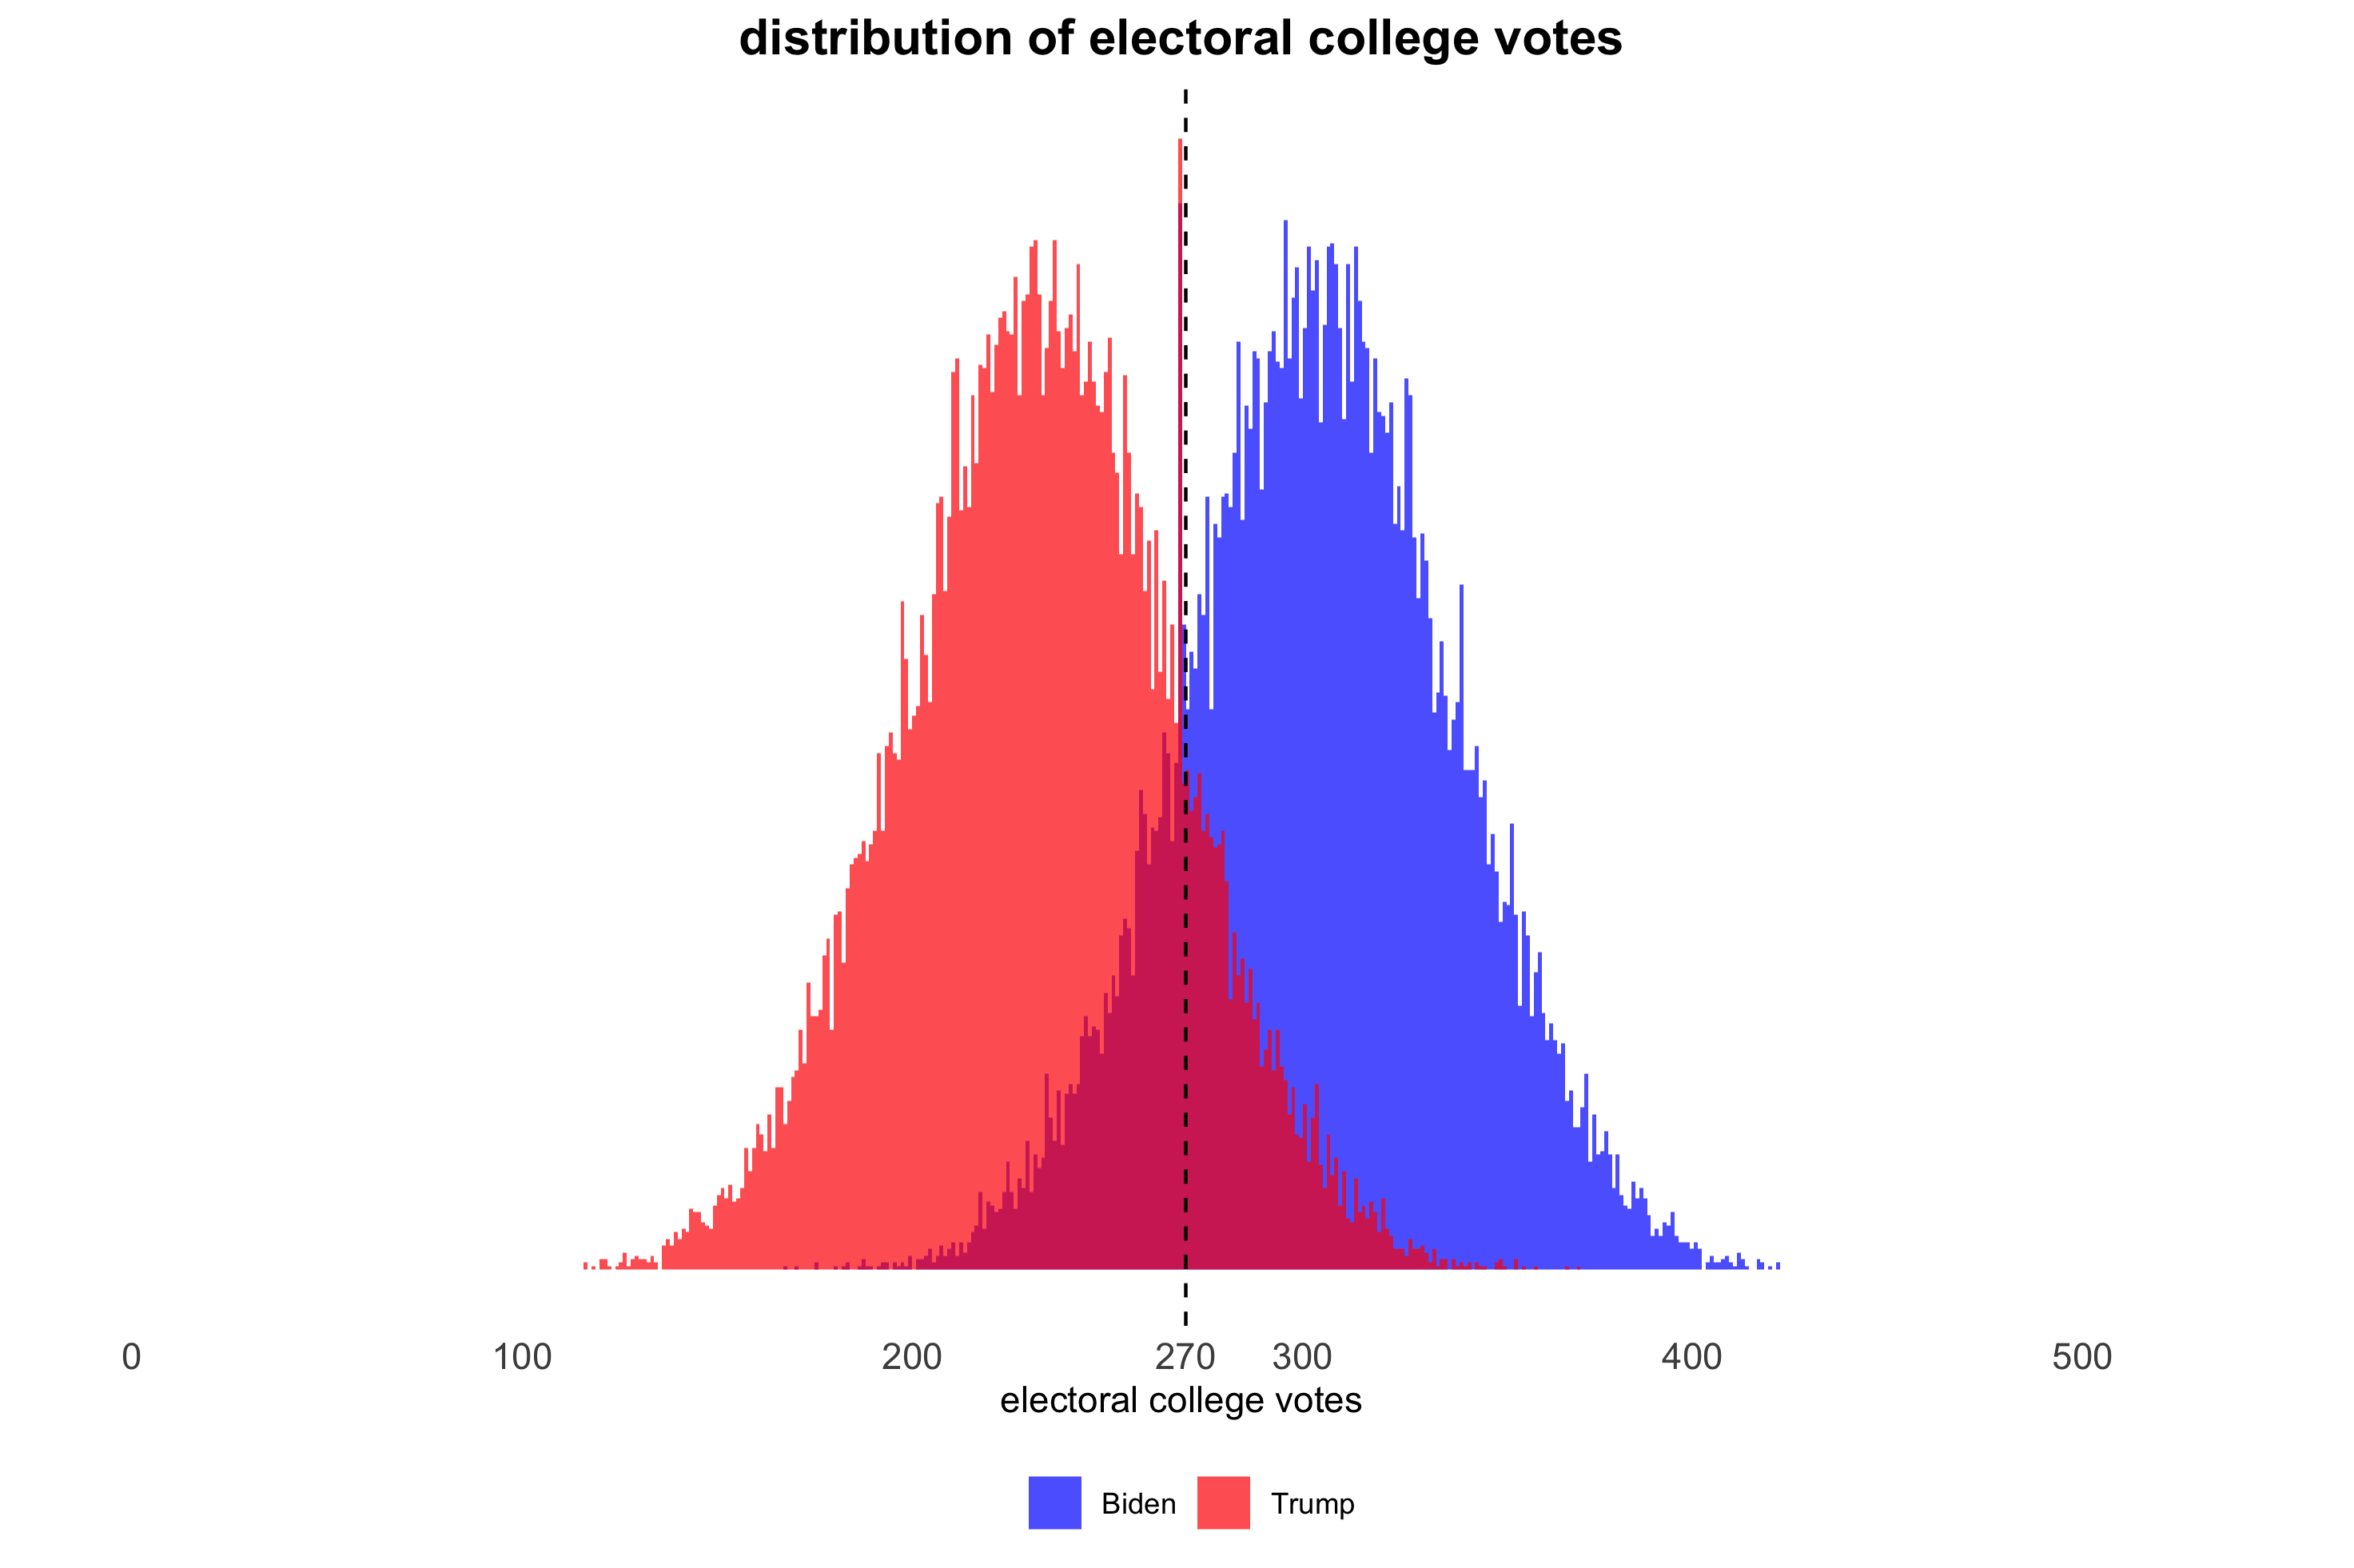 distribution of electoral college votes
0 100 200 270 300 400 500
electoral college votes
Biden Trump